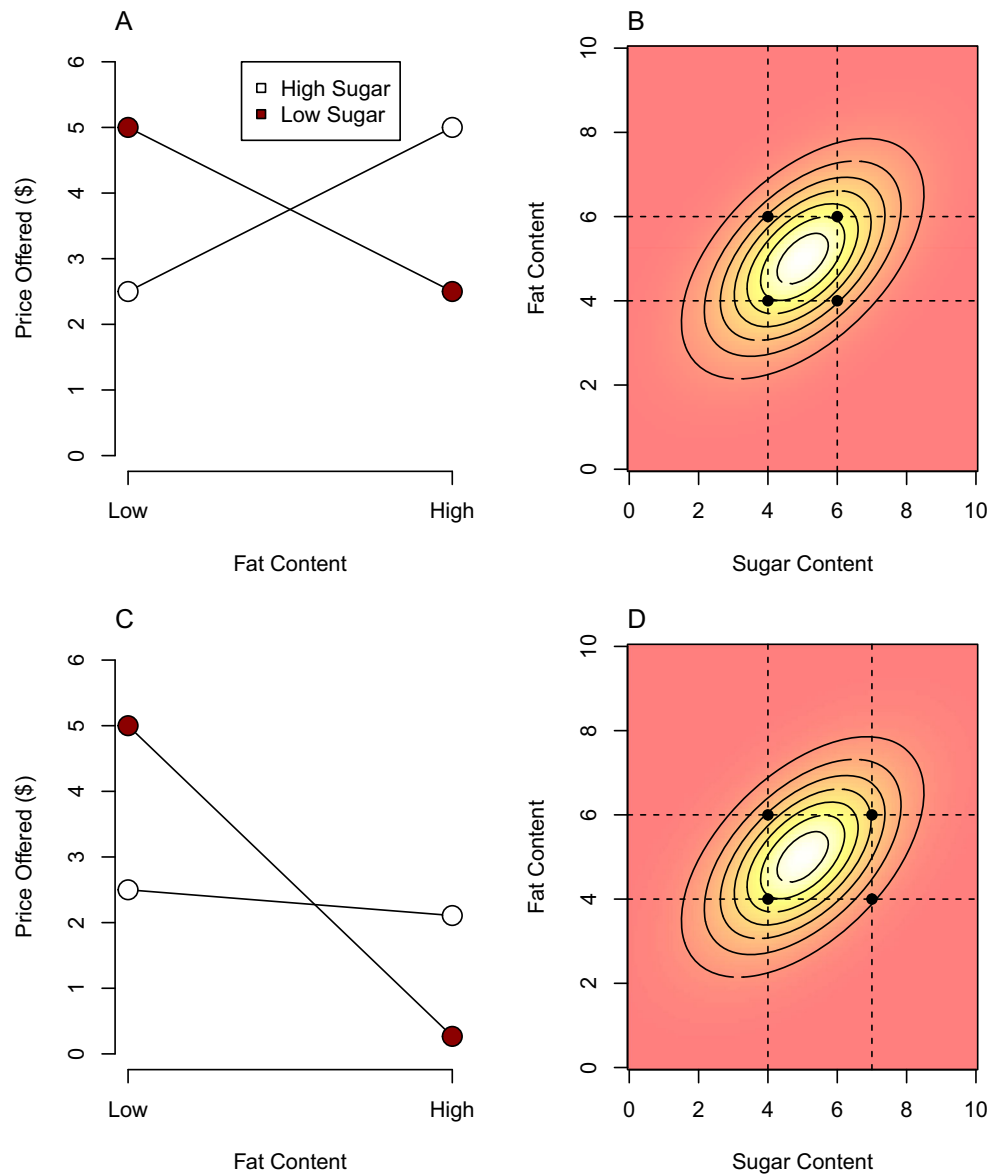 A
6
5
4
3
2
1
0
Price Offered ($)
High Sugar
Low Sugar
Low
High
Fat Content
B
10
8
6
4
2
0
Fat Content
0 2 4 6 8 10
Sugar Content
C
6
5
4
3
2
1
0
Price Offered ($)
Low
High
Fat Content
D
10
8
6
4
2
0
Fat Content
0 2 4 6 8 10
Sugar Content